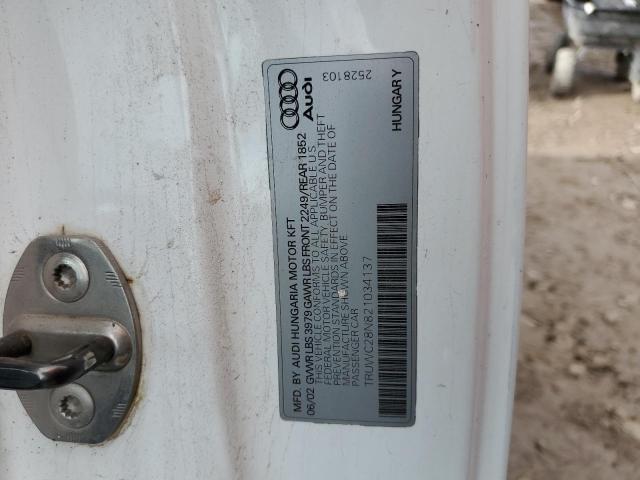 Audi
2528103
MFD. BY AUDI HUNGARIA MOTOR KFT
06/02 GVWR LBS 3979 GAWR LBS FRONT 2249/REAR 1852
THIS VEHICLE CONFORMS TO ALL APPLICABLE U.S.
FEDERAL MOTOR VEHICLE SAFETY, BUMPER AND THEFT
PREVENTION STANDARDS IN EFFECT ON THE DATE OF
MANUFACTURE SHOWN ABOVE.
PASSENGER CAR
TRUWC28N821034137
HUNGARY